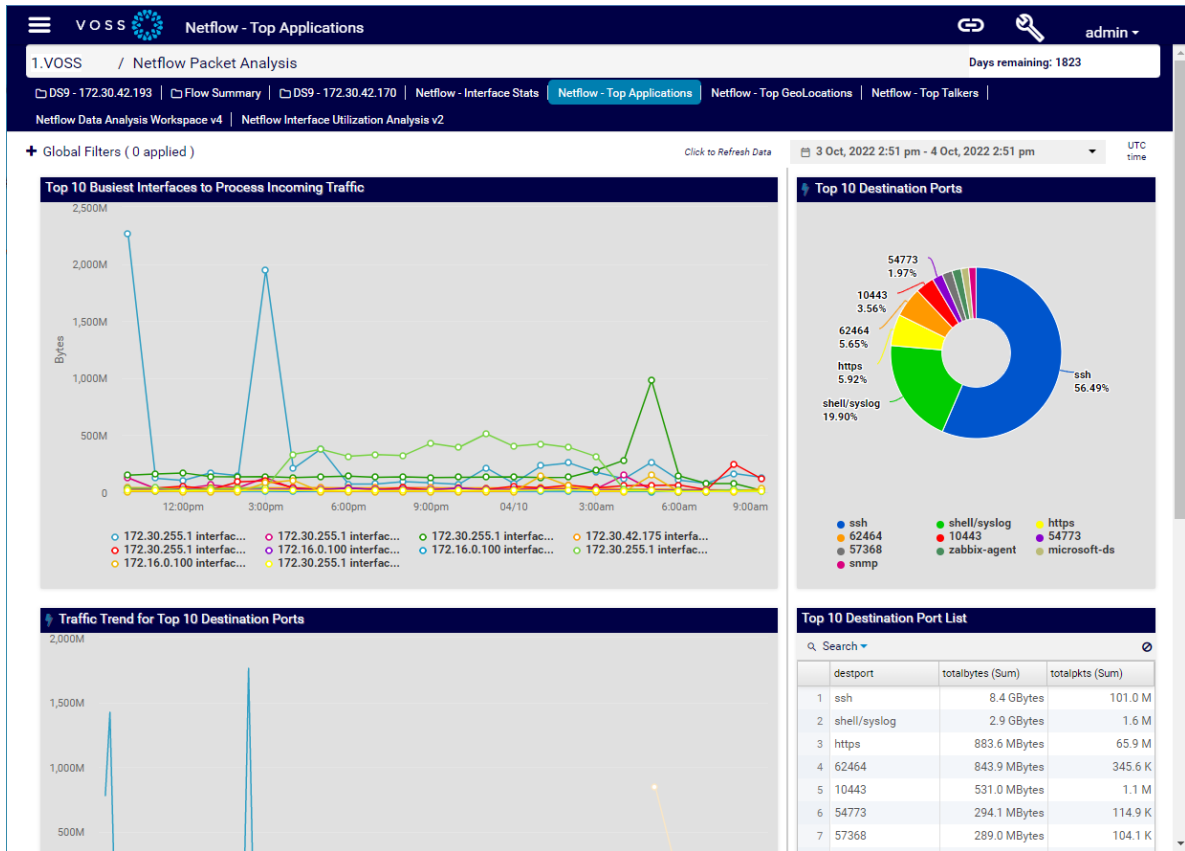 VOSS Netflow - Top Applications admin
1.VOSS / Netflow Packet Analysis Days remaining: 1823
DS9 - 172.30.42.193 Flow Summary DS9 - 172.30.42.170 Netflow - Interface Stats Netflow - Top Applications Netflow - Top GeoLocations Netflow - Top Talkers
Netflow Data Analysis Workspace v4 Netflow Interface Utilization Analysis v2
+ Global Filters ( 0 applied ) Click to Refresh Data 3 Oct, 2022 2:51 pm - 4 Oct, 2022 2:51 pm UTC
time
Top 10 Busiest Interfaces to Process Incoming Traffic
2,500M
2,000M
1,500M
1,000M
500M
0
Bytes
12:00pm 3:00pm 6:00pm 9:00pm 04/10 3:00am 6:00am 9:00am
172.30.255.1 interfac... 172.30.255.1 interfac... 172.30.255.1 interfac... 172.30.42.175 interfa...
172.30.255.1 interfac... 172.16.0.100 interfac... 172.16.0.100 interfac... 172.30.255.1 interfac...
172.16.0.100 interfac... 172.30.255.1 interfac...
Top 10 Destination Ports
54773
1.97%
10443
3.56%
62464
5.65%
https
5.92%
shell/syslog
19.90%
ssh
56.49%
ssh shell/syslog https
62464 10443 54773
57368 zabbix-agent microsoft-ds
snmp
Traffic Trend for Top 10 Destination Ports
2,000M
1,500M
1,000M
500M
Top 10 Destination Port List
Search
destport totalbytes (Sum) totalpkts (Sum)
1 ssh 8.4 GBytes 101.0 M
2 shell/syslog 2.9 GBytes 1.6 M
3 https 883.6 MBytes 65.9 M
4 62464 843.9 MBytes 345.6 K
5 10443 531.0 MBytes 1.1 M
6 54773 294.1 MBytes 114.9 K
7 57368 289.0 MBytes 104.1 K